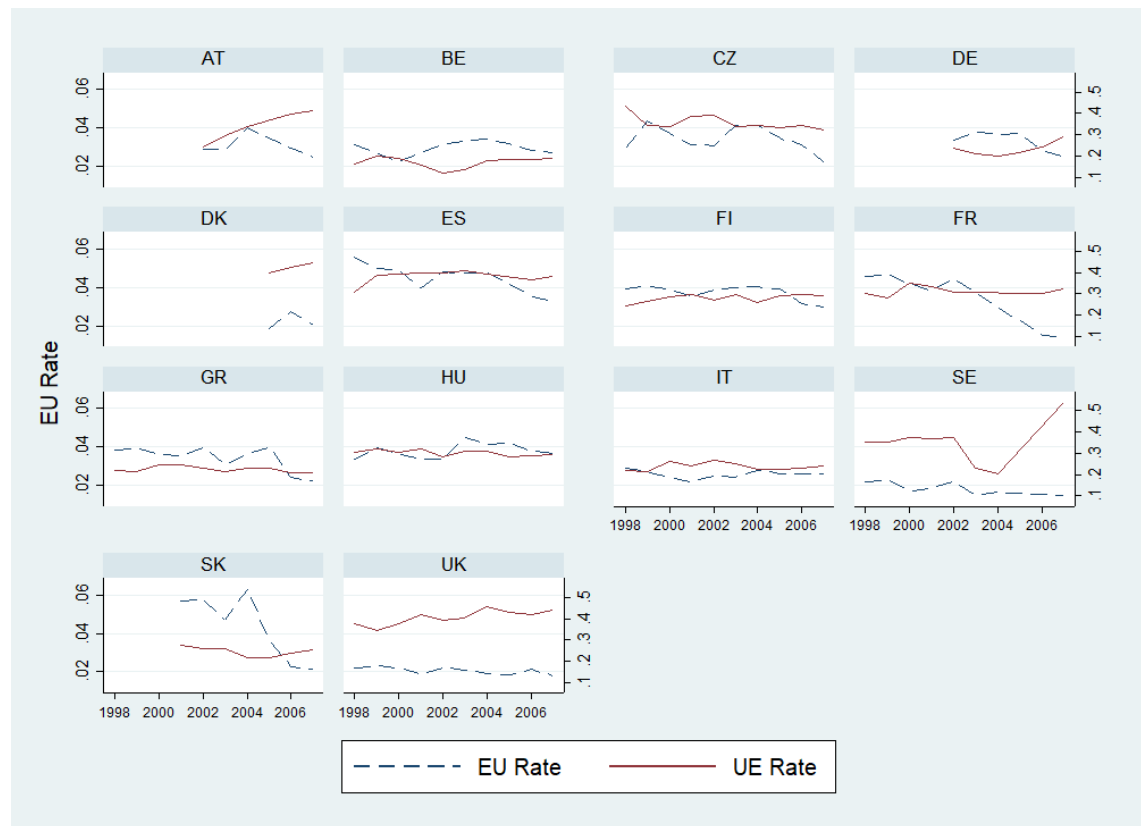 AT BE CZ DE
.02 .04 .06
.1 .2 .3 .4 .5
DK ES FI FR
.02 .04 .06
.1 .2 .3 .4 .5
EU Rate
GR HU IT SE
.02 .04 .06
.1 .2 .3 .4 .5
1998 2000 2002 2004 2006 1998 2000 2002 2004 2006
SK UK
.02 .04 .06
.1 .2 .3 .4 .5
1998 2000 2002 2004 2006 1998 2000 2002 2004 2006
EU Rate UE Rate